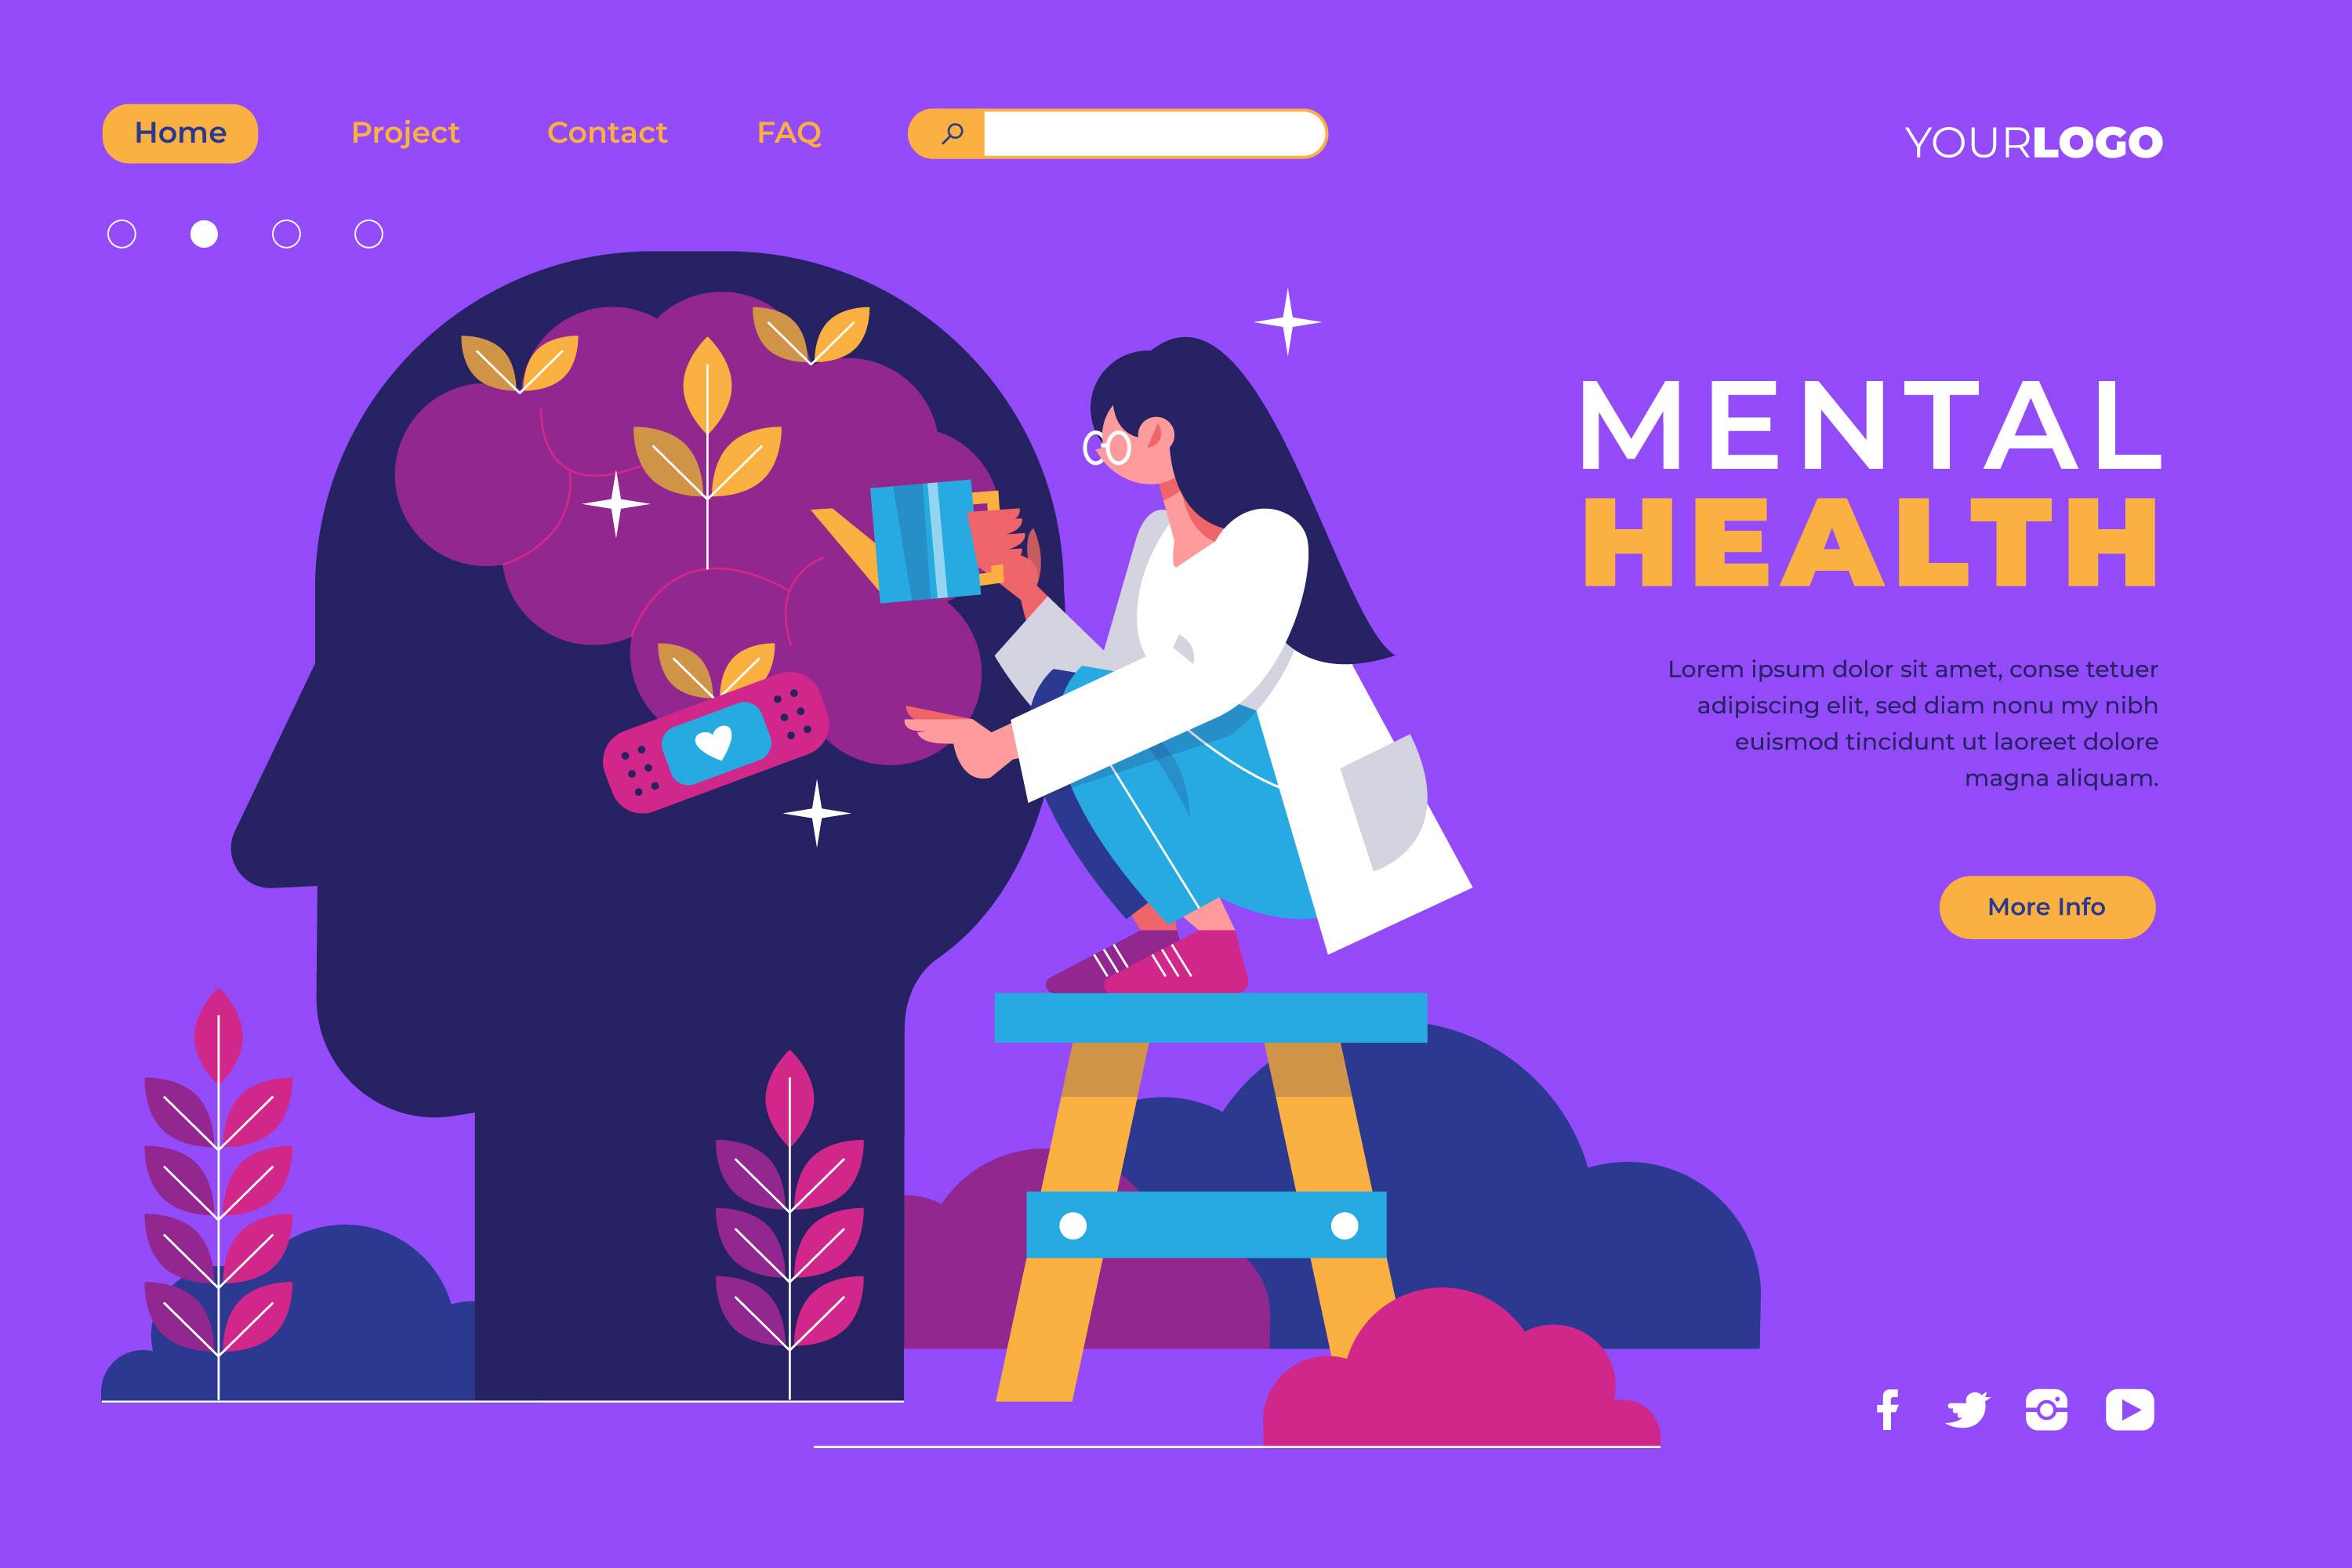 Home
Project
Contact
FAQ
YOURLOGO
MENTAL
HEALTH
Lorem ipsum dolor sit amet, conse tetuer
adipiscing elit, sed diam nonu my nibh
euismod tincidunt ut laoreet dolore
magna aliquam.
More Info